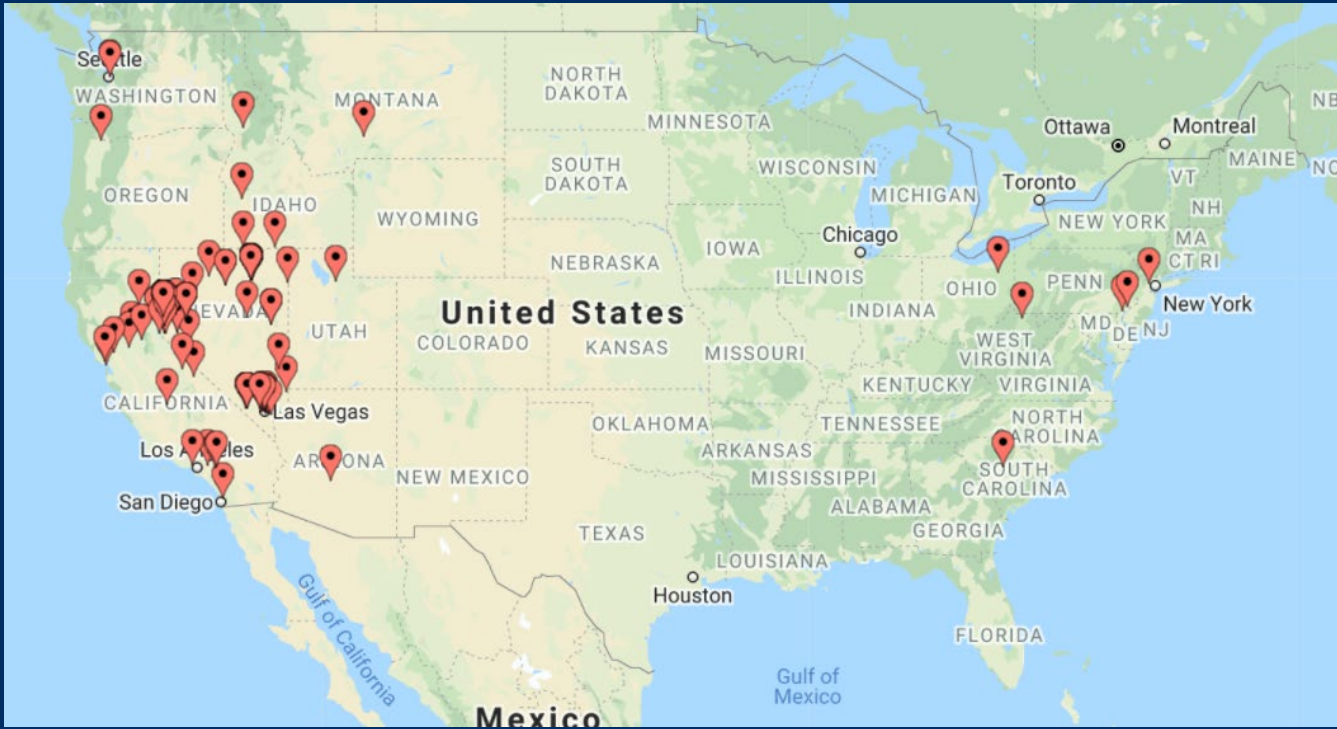 Seattle
WASHINGTON
MONTANA
NORTH
DAKOTA
MINNESOTA
Ottawa
Montreal
NB
MAINE
VT
NH
OREGON
IDAHO
SOUTH
DAKOTA
WISCONSIN
MICHIGAN
Toronto
NEW YORK
MA
CT RI
WYOMING
IOWA
Chicago
NEBRASKA
ILLINOIS
INDIANA
OHIO
PENN
New York
NEVADA
UTAH
United States
COLORADO
KANSAS
MISSOURI
WEST
VIRGINIA
MD
DE
NJ
KENTUCKY
VIRGINIA
CALIFORNIA
Las Vegas
OKLAHOMA
TENNESSEE
NORTH
CAROLINA
Los Angeles
ARIZONA
NEW MEXICO
ARKANSAS
MISSISSIPPI
SOUTH
CAROLINA
San Diego
TEXAS
ALABAMA
GEORGIA
LOUISIANA
Houston
FLORIDA
Gulf of California
Gulf of
Mexico
Mexico